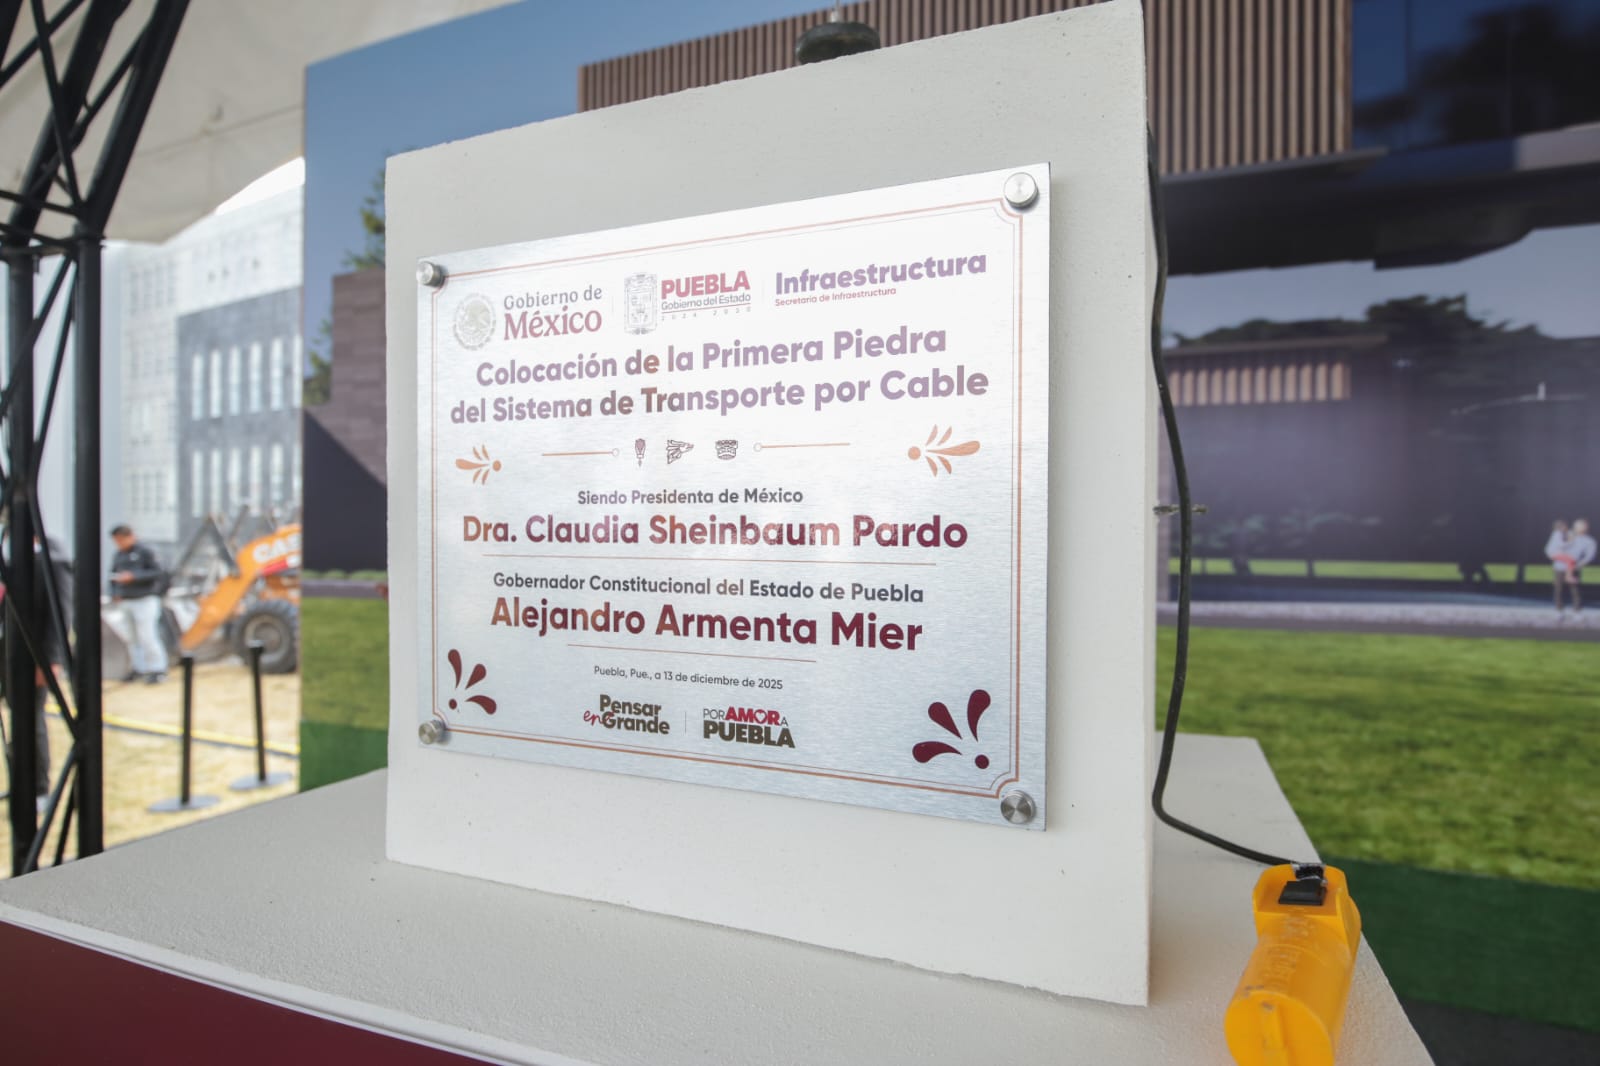 Gobierno de
México
PUEBLA
Gobierno del Estado
2024 2030
Infraestructura
Secretaría de Infraestructura
Colocación de la Primera Piedra
del Sistema de Transporte por Cable
Siendo Presidenta de México
Dra. Claudia Sheinbaum Pardo
Gobernador Constitucional del Estado de Puebla
Alejandro Armenta Mier
Puebla, Pue., a 13 de diciembre de 2025
Pensar
enGrande
POR AMOR A
PUEBLA
CASE